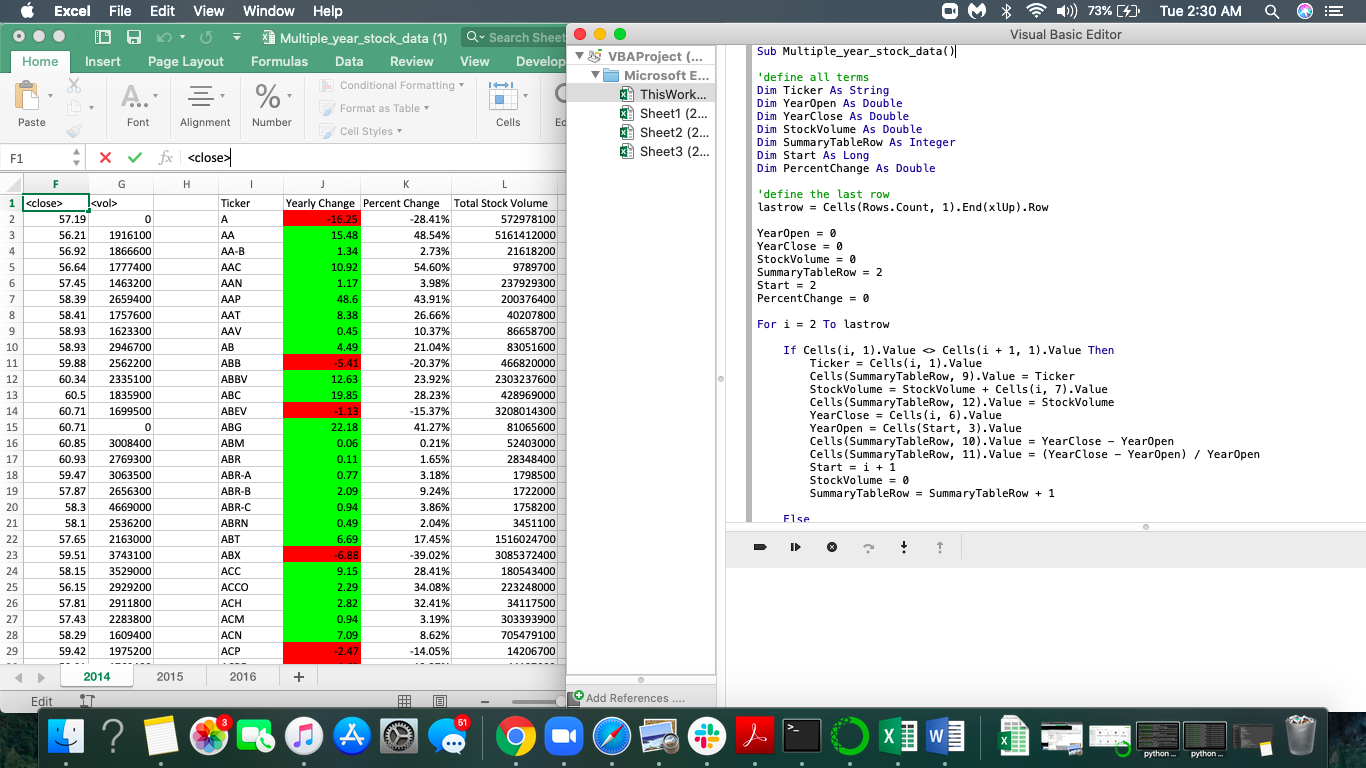 Excel File Edit View Window Help 73% Tue 2:30 AM
Multiple_year_stock_data (1) Search Sheet
Home Insert Page Layout Formulas Data Review View Develop
Paste Font Alignment Number Conditional Formatting Format as Table Cell Styles Cells
F1 fx <close>
F G H I J K L
1 <close> <vol> Ticker Yearly Change Percent Change Total Stock Volume
2 57.19 0 A -16.25 -28.41% 572978100
3 56.21 1916100 AA 15.48 48.54% 5161412000
4 56.92 1866600 AA-B 1.34 2.73% 21618200
5 56.64 1777400 AAC 10.92 54.60% 9789700
6 57.45 1463200 AAN 1.17 3.98% 237929300
7 58.39 2659400 AAP 48.6 43.91% 200376400
8 58.41 1757600 AAT 8.38 26.66% 40207800
9 58.93 1623300 AAV 0.45 10.37% 86658700
10 58.93 2946700 AB 4.49 21.04% 83051600
11 59.88 2562200 ABB -5.41 -20.37% 466820000
12 60.34 2335100 ABBV 12.63 23.92% 2303237600
13 60.5 1835900 ABC 19.85 28.23% 428969000
14 60.71 1699500 ABEV -1.13 -15.37% 3208014300
15 60.71 0 ABG 22.18 41.27% 81065600
16 60.85 3008400 ABM 0.06 0.21% 52403000
17 60.93 2769300 ABR 0.11 1.65% 28348400
18 59.47 3063500 ABR-A 0.77 3.18% 1798500
19 57.87 2656300 ABR-B 2.09 9.24% 1722000
20 58.3 4669000 ABR-C 0.94 3.86% 1758200
21 58.1 2536200 ABRN 0.49 2.04% 3451100
22 57.65 2163000 ABT 6.69 17.45% 1516024700
23 59.51 3743100 ABX -6.88 -39.02% 3085372400
24 58.15 3529000 ACC 9.15 28.41% 180543400
25 56.15 2929200 ACCO 2.29 34.08% 223248000
26 57.81 2911800 ACH 2.82 32.41% 34117500
27 57.43 2283800 ACM 0.94 3.19% 303393900
28 58.29 1609400 ACN 7.09 8.62% 705479100
29 59.42 1975200 ACP -2.47 -14.05% 14206700
2014 2015 2016 +
Edit
Visual Basic Editor
VBAProject (...
Microsoft E...
ThisWork...
Sheet1 (2...
Sheet2 (2...
Sheet3 (2...
Add References ....
Sub Multiple_year_stock_data()
'define all terms
Dim Ticker As String
Dim YearOpen As Double
Dim YearClose As Double
Dim StockVolume As Double
Dim SummaryTableRow As Integer
Dim Start As Long
Dim PercentChange As Double
'define the last row
lastrow = Cells(Rows.Count, 1).End(xlUp).Row
YearOpen = 0
YearClose = 0
StockVolume = 0
SummaryTableRow = 2
Start = 2
PercentChange = 0
For i = 2 To lastrow
If Cells(i, 1).Value <> Cells(i + 1, 1).Value Then
Ticker = Cells(i, 1).Value
Cells(SummaryTableRow, 9).Value = Ticker
StockVolume = StockVolume + Cells(i, 7).Value
Cells(SummaryTableRow, 12).Value = StockVolume
YearClose = Cells(i, 6).Value
YearOpen = Cells(Start, 3).Value
Cells(SummaryTableRow, 10).Value = YearClose - YearOpen
Cells(SummaryTableRow, 11).Value = (YearClose - YearOpen) / YearOpen
Start = i + 1
StockVolume = 0
SummaryTableRow = SummaryTableRow + 1
Else
3 51
python ... python ...